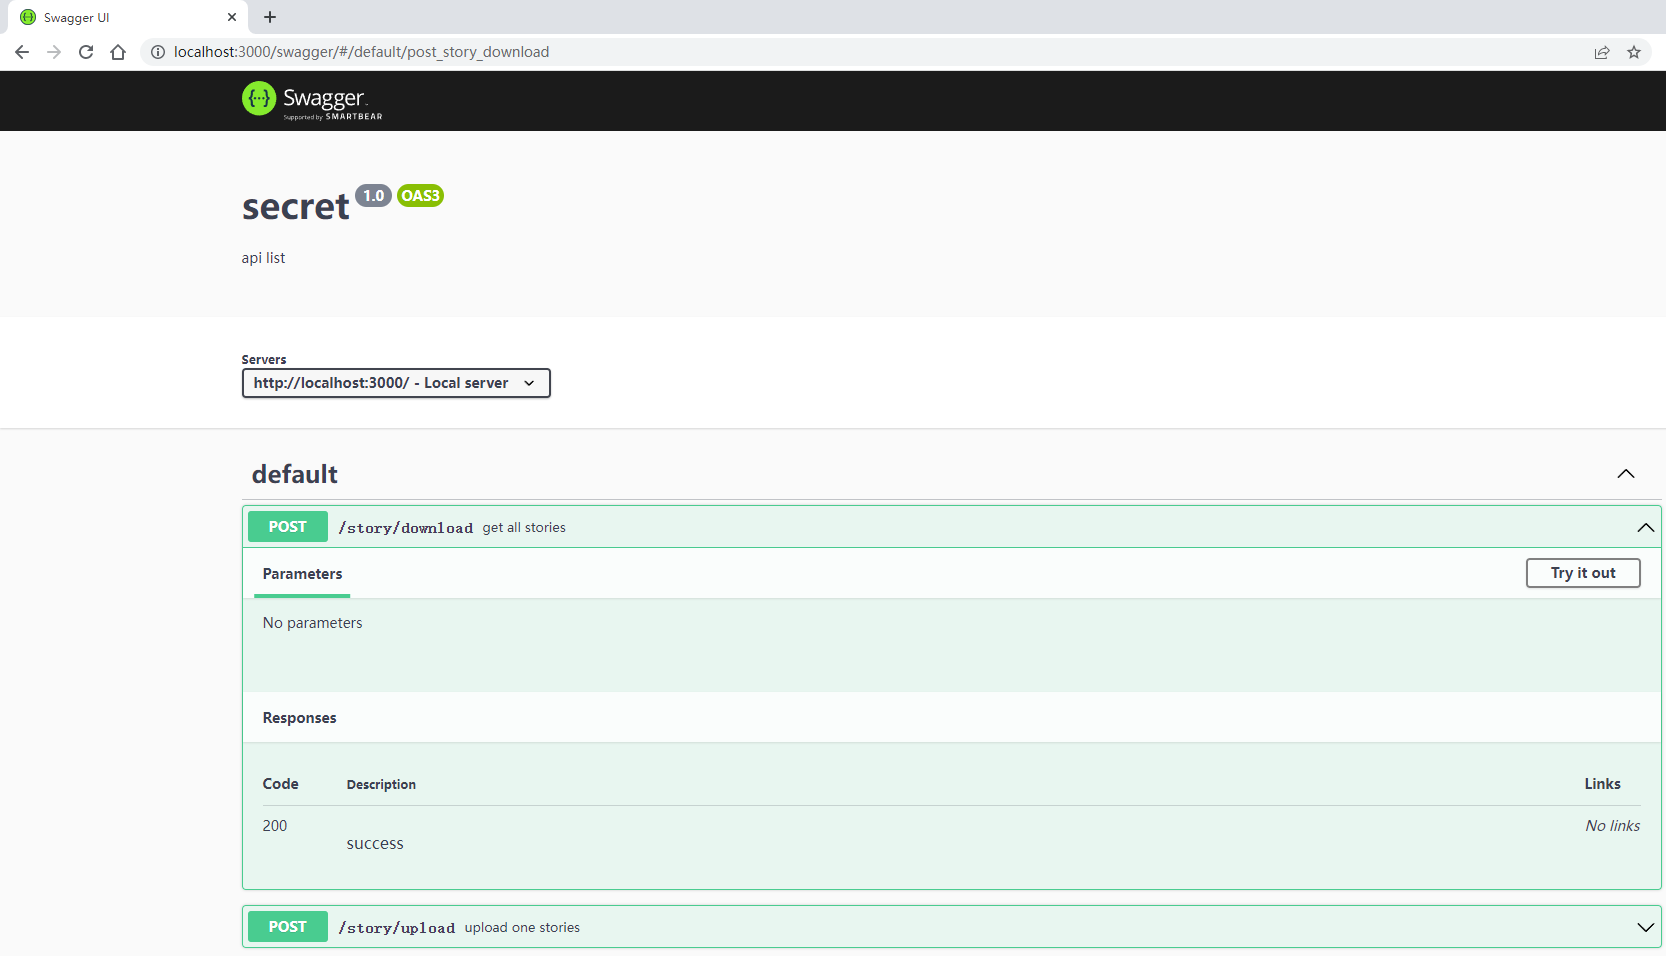 Swagger UI
localhost:3000/swagger/#/default/post_story_download
Swagger
Supported by SMARTBEAR
secret 1.0 OAS3
api list
Servers
http://localhost:3000/ - Local server
default
POST /story/download get all stories
Parameters Try it out
No parameters
Responses
Code Description Links
200 No links
success
POST /story/upload upload one stories